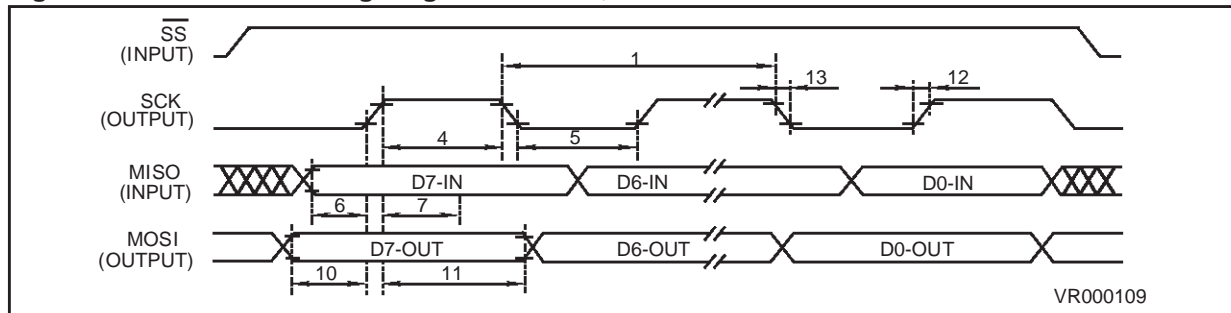 SS
(INPUT)
1
13
12
SCK
(OUTPUT)
4
5
MISO
(INPUT)
D7-IN
D6-IN
D0-IN
6
7
MOSI
(OUTPUT)
D7-OUT
D6-OUT
D0-OUT
10
11
VR000109